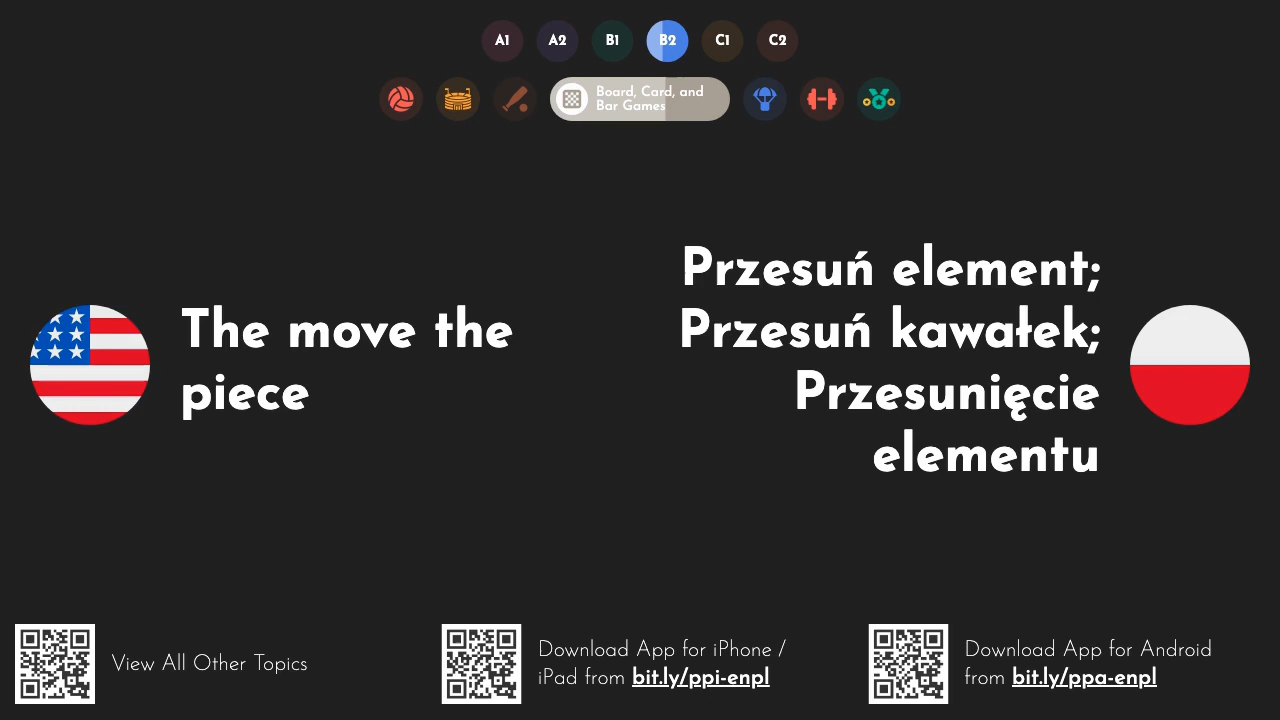 A1 A2 B1 B2 C1 C2
Board, Card, and
Bar Games
The move the
piece
Przesuń element;
Przesuń kawałek;
Przesunięcie
elementu
View All Other Topics
Download App for iPhone /
iPad from bit.ly/ppi-enpl
Download App for Android
from bit.ly/ppa-enpl